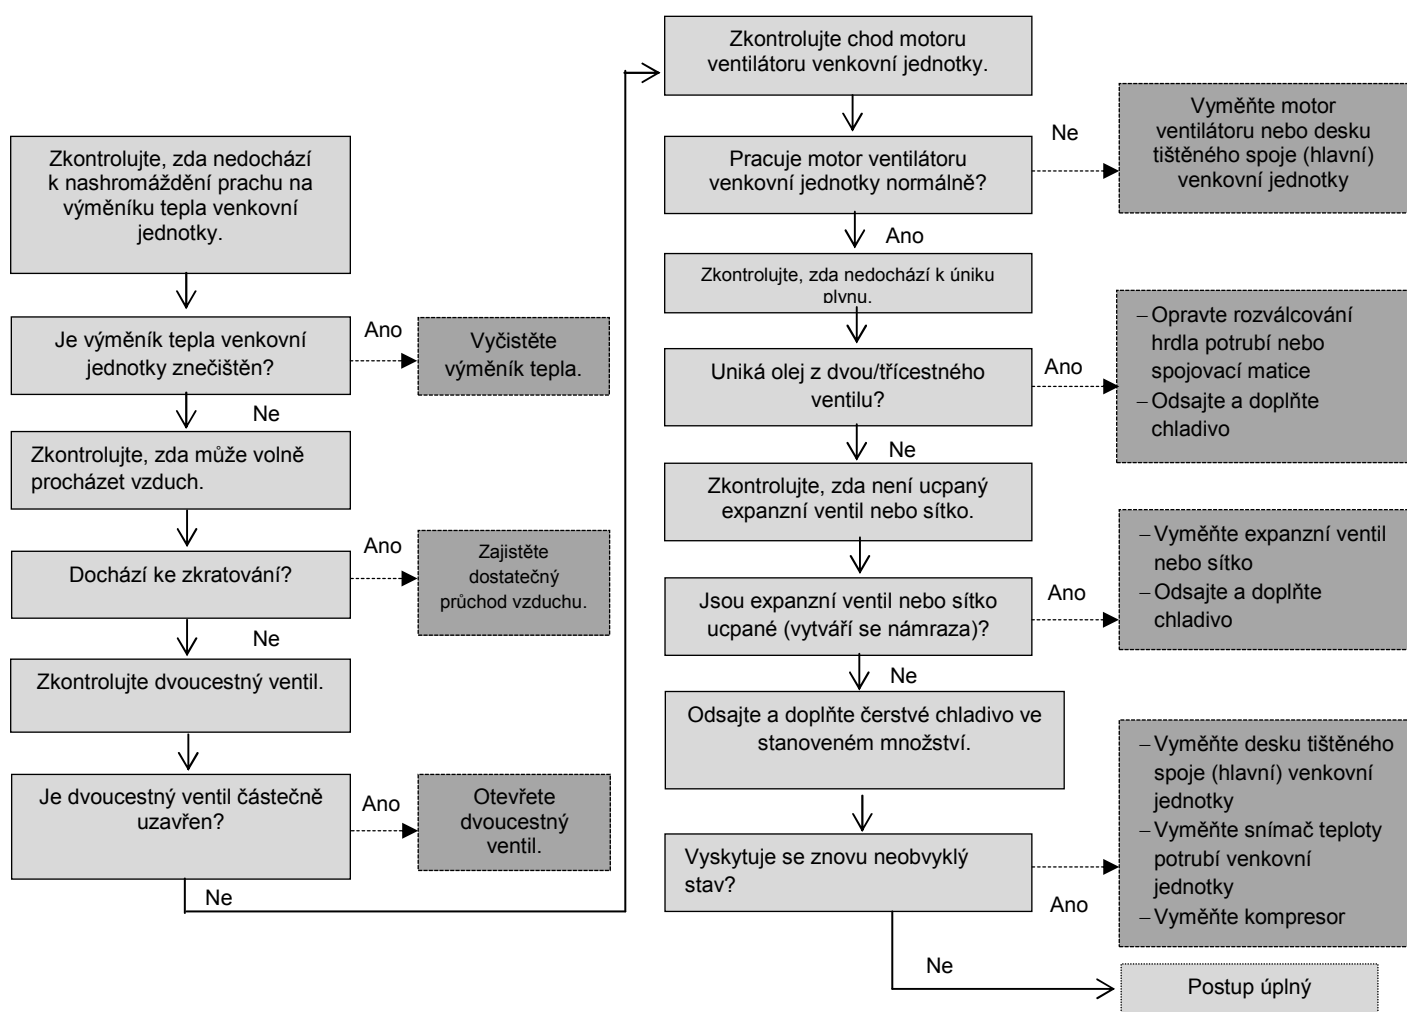 Zkontrolujte, zda nedochází
k nashromáždění prachu na
výměníku tepla venkovní
jednotky.
Je výměník tepla venkovní
jednotky znečištěn?
Ano
Vyčistěte
výměník tepla.
Ne
Zkontrolujte, zda může volně
procházet vzduch.
Dochází ke zkratování?
Ano
Zajistěte
dostatečný
průchod vzduchu.
Ne
Zkontrolujte dvoucestný ventil.
Je dvoucestný ventil částečně
uzavřen?
Ano
Otevřete
dvoucestný
ventil.
Ne
Zkontrolujte chod motoru
ventilátoru venkovní jednotky.
Pracuje motor ventilátoru
venkovní jednotky normálně?
Ne
Vyměňte motor
ventilátoru nebo desku
tištěného spoje (hlavní)
venkovní jednotky
Ano
Zkontrolujte, zda nedochází k úniku
plynu.
Uniká olej z dvou/třícestného
ventilu?
Ano
– Opravte rozválcování
hrdla potrubí nebo
spojovací matice
– Odsajte a doplňte
chladivo
Ne
Zkontrolujte, zda není ucpaný
expanzní ventil nebo sítko.
Jsou expanzní ventil nebo sítko
ucpané (vytváří se námraza)?
Ano
– Vyměňte expanzní ventil
nebo sítko
– Odsajte a doplňte
chladivo
Ne
Odsajte a doplňte čerstvé chladivo ve
stanoveném množství.
Vyskytuje se znovu neobvyklý
stav?
Ano
– Vyměňte desku tištěného
spoje (hlavní) venkovní
jednotky
– Vyměňte snímač teploty
potrubí venkovní
jednotky
– Vyměňte kompresor
Ne
Postup úplný